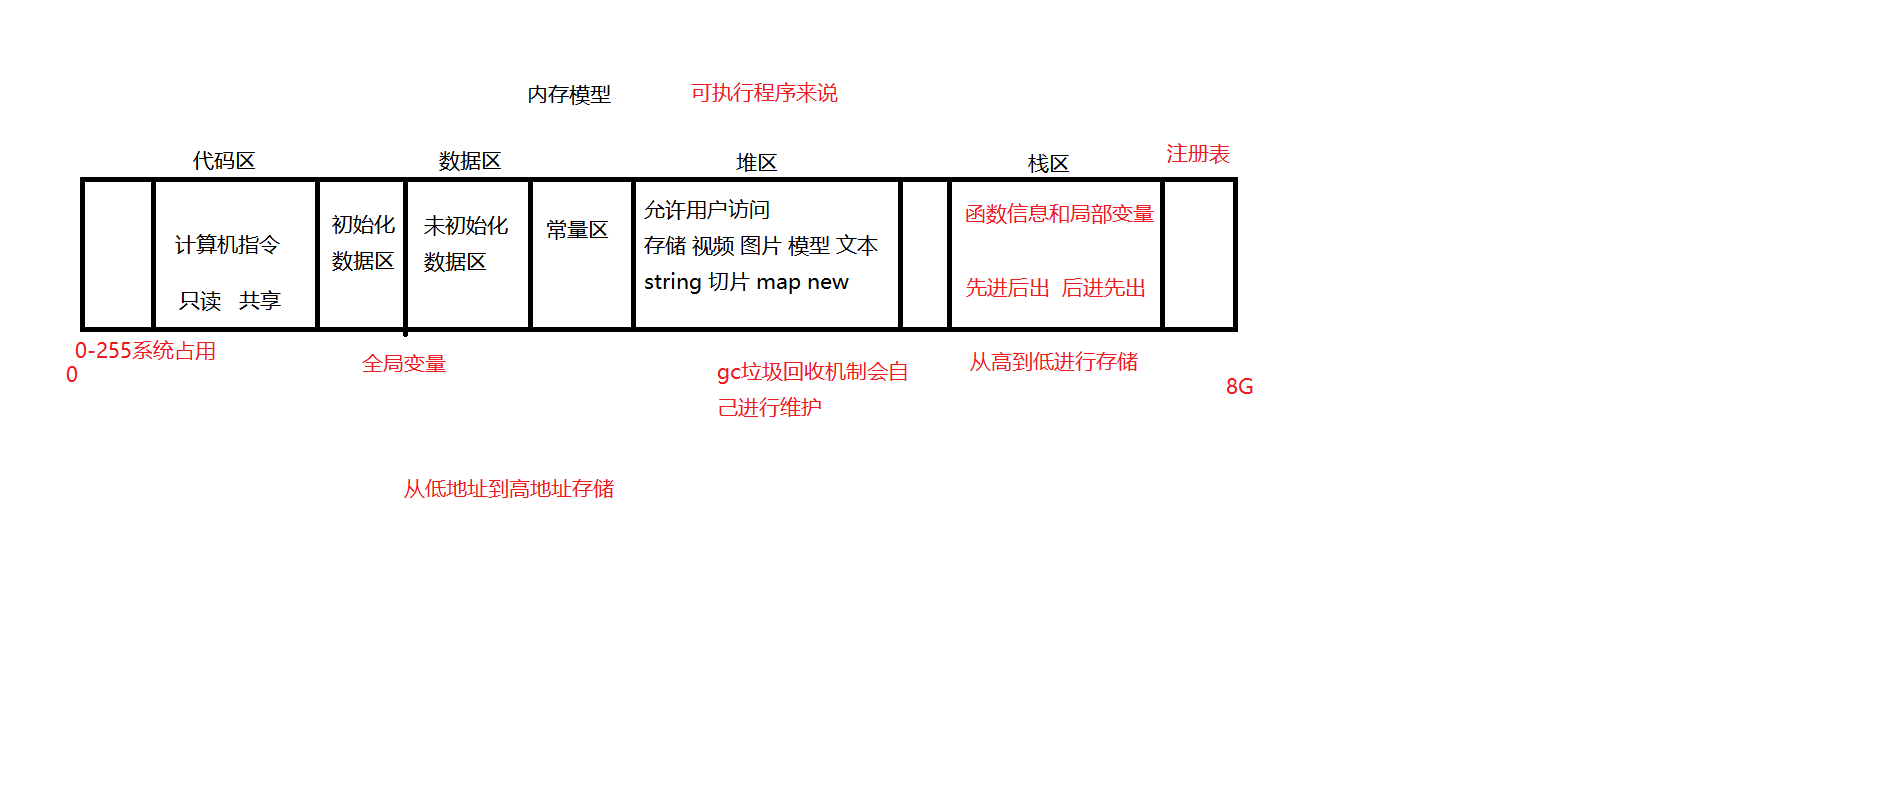 内存模型 可执行程序来说
代码区 数据区 堆区 栈区 注册表
计算机指令
只读 共享
初始化
数据区
未初始化
数据区
常量区
允许用户访问
存储 视频 图片 模型 文本
string 切片 map new
函数信息和局部变量
先进后出 后进先出
0-255系统占用
0
全局变量
gc垃圾回收机制会自
己进行维护
从高到低进行存储
8G
从低地址到高地址存储